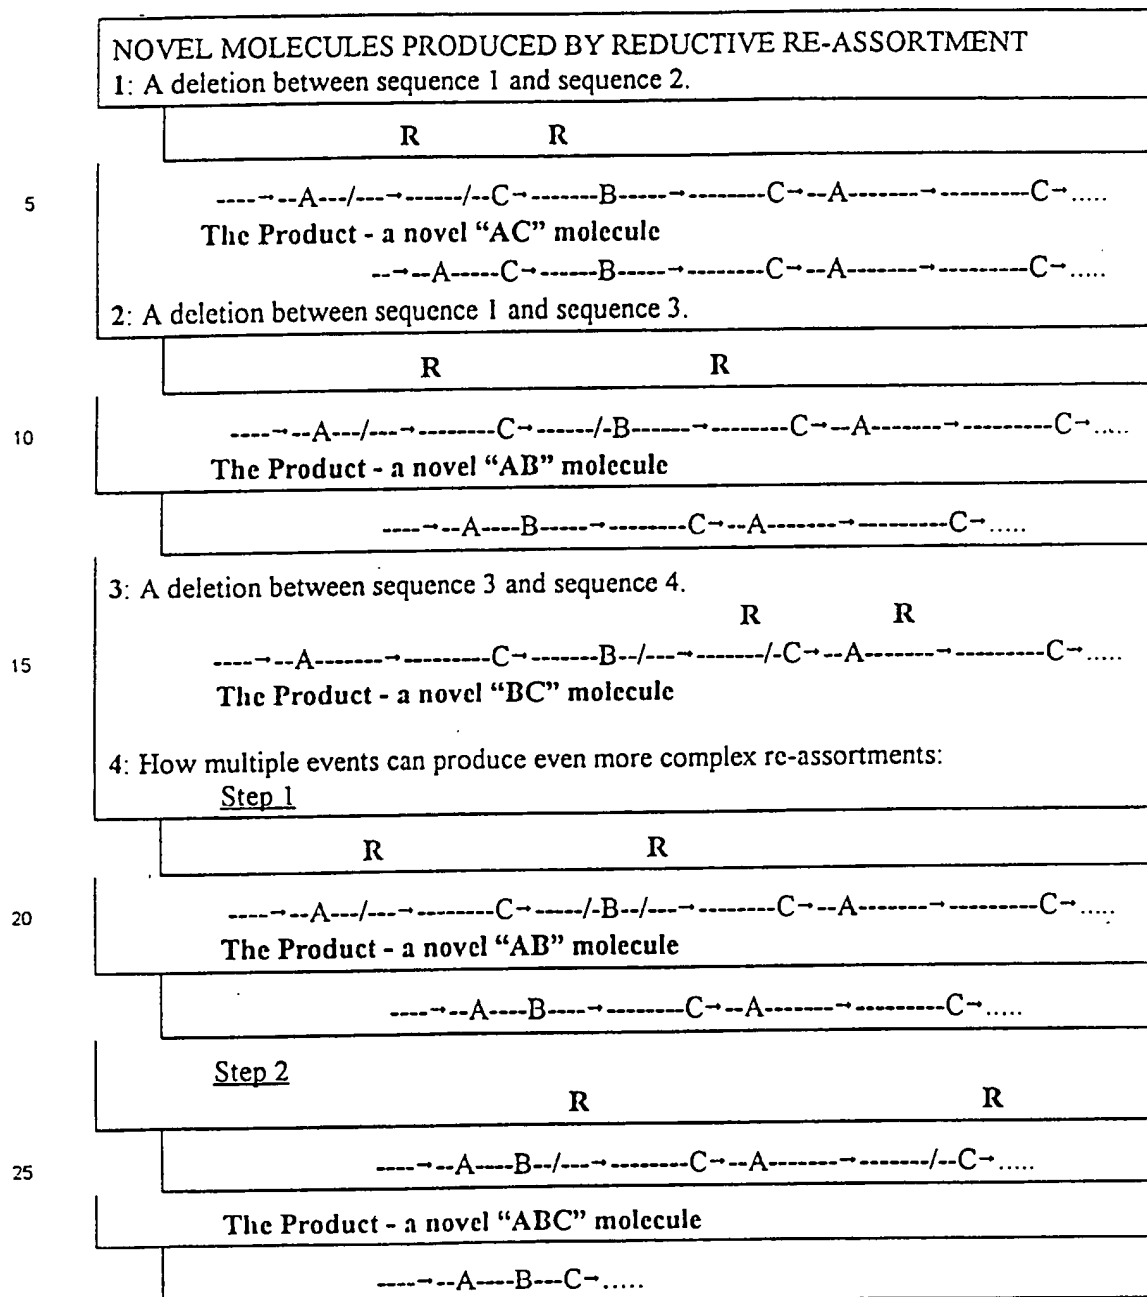 NOVEL MOLECULES PRODUCED BY REDUCTIVE RE-ASSORTMENT
1: A deletion between sequence 1 and sequence 2.
R R
5 ----→--A---/---→------/--C→-------B-----→--------C→--A-------→---------C→.....
The Product - a novel "AC" molecule
--→--A-----C→------B-----→--------C→--A-------→---------C→.....
2: A deletion between sequence 1 and sequence 3.
R R
10 ----→--A---/---→--------C→------/-B------→--------C→--A-------→---------C→.....
The Product - a novel "AB" molecule
----→--A----B-----→--------C→--A-------→---------C→.....
3: A deletion between sequence 3 and sequence 4.
R R
15 ----→--A-------→---------C→-------B--/---→-------/-C→--A-------→---------C→.....
The Product - a novel "BC" molecule
4: How multiple events can produce even more complex re-assortments:
Step 1
R R
20 ----→--A---/---→--------C→-----/-B--/---→--------C→--A-------→---------C→.....
The Product - a novel "AB" molecule
----→--A----B----→--------C→--A-------→---------C→.....
Step 2
R R
25 ----→--A----B--/---→--------C→--A-------→-------/--C→.....
The Product - a novel "ABC" molecule
----→--A----B---C→.....